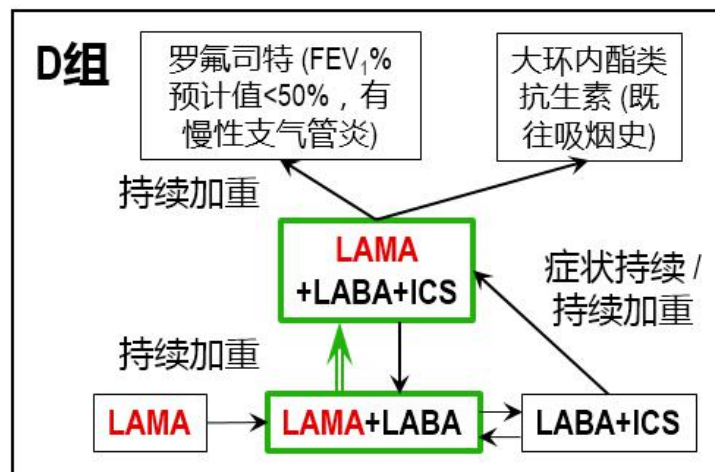 D组
罗氟司特 (FEV₁%
预计值<50%，有
慢性支气管炎)
大环内酯类
抗生素 (既
往吸烟史)
持续加重
LAMA
+LABA+ICS
症状持续 /
持续加重
持续加重
LAMA
LAMA+LABA
LABA+ICS